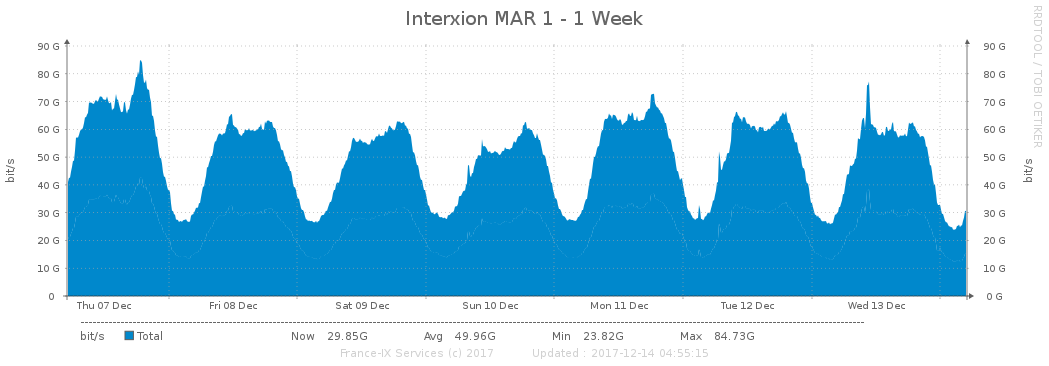 Interxion MAR 1 - 1 Week
RRDTOOL / TOBI OETIKER
90 G 90 G
80 G 80 G
70 G 70 G
60 G 60 G
50 G 50 G
40 G 40 G
30 G 30 G
20 G 20 G
10 G 10 G
0 0 G
bit/s
bit/s
Thu 07 Dec Fri 08 Dec Sat 09 Dec Sun 10 Dec Mon 11 Dec Tue 12 Dec Wed 13 Dec
bit/s Total Now 29.85G Avg 49.96G Min 23.82G Max 84.73G
France-IX Services (c) 2017 Updated : 2017-12-14 04:55:15